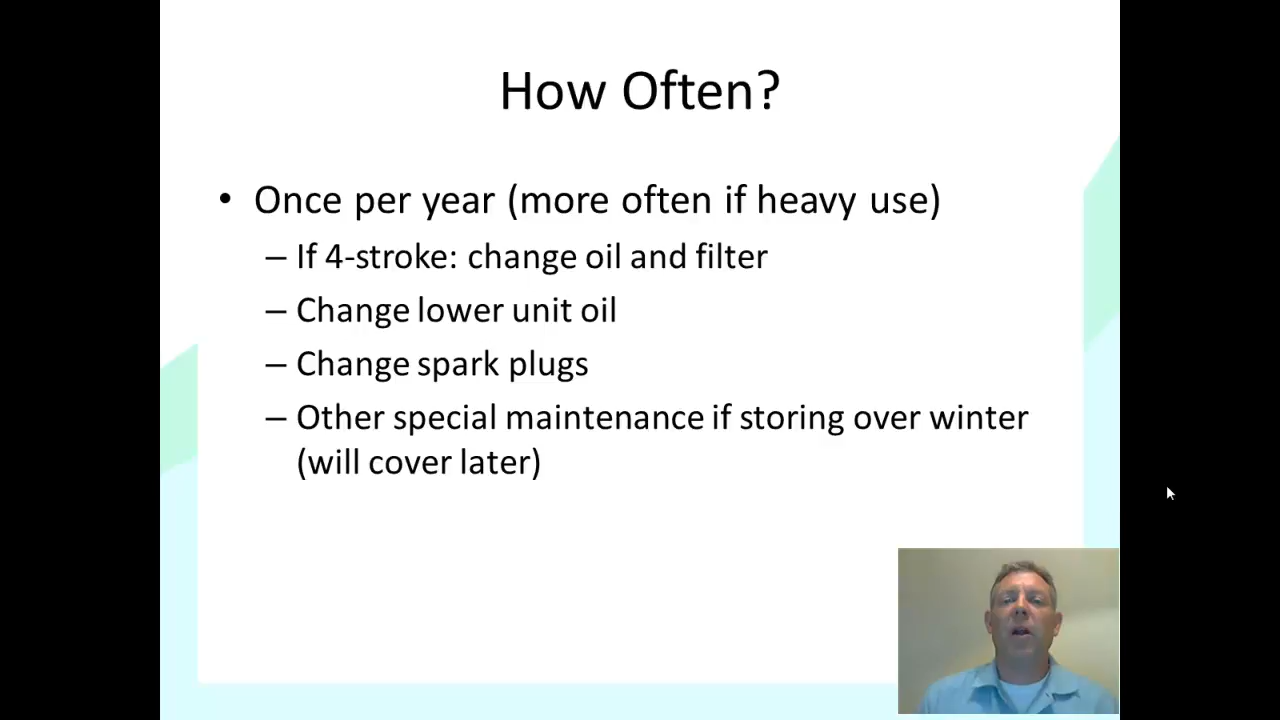 How Often?
• Once per year (more often if heavy use)
– If 4-stroke: change oil and filter
– Change lower unit oil
– Change spark plugs
– Other special maintenance if storing over winter
(will cover later)